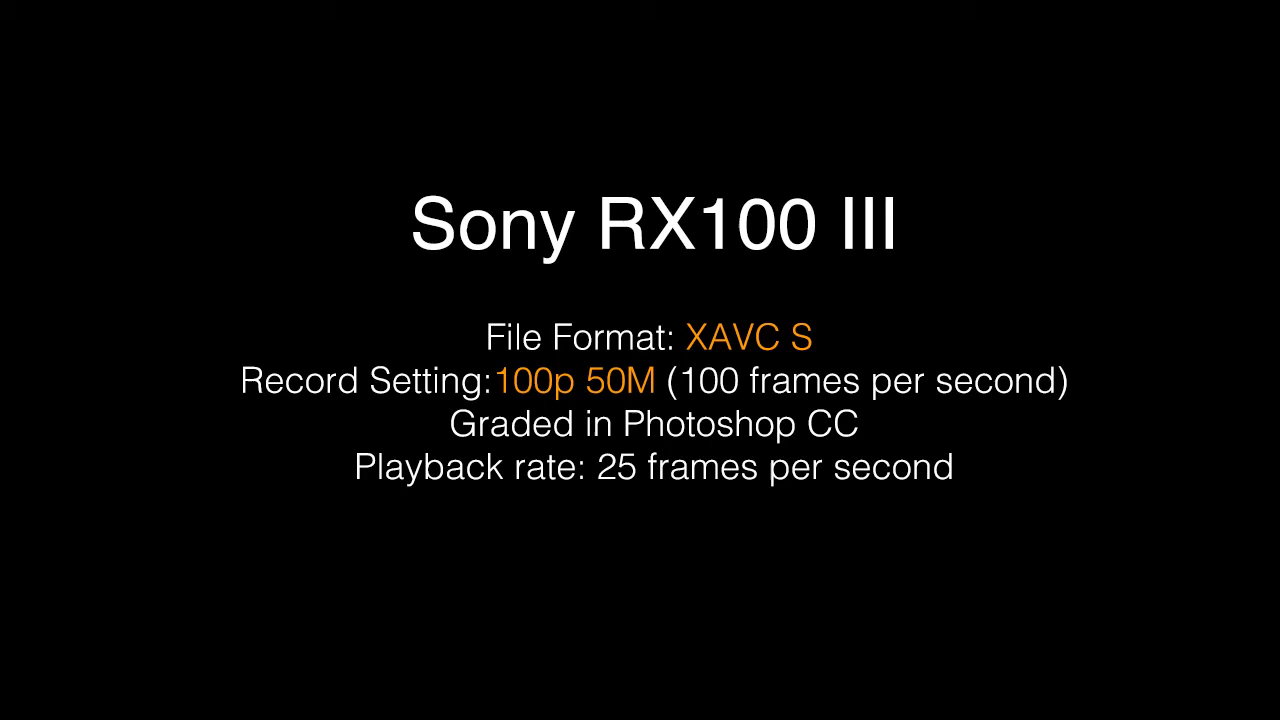 Sony RX100 III
File Format: XAVC S
Record Setting:100p 50M (100 frames per second)
Graded in Photoshop CC
Playback rate: 25 frames per second